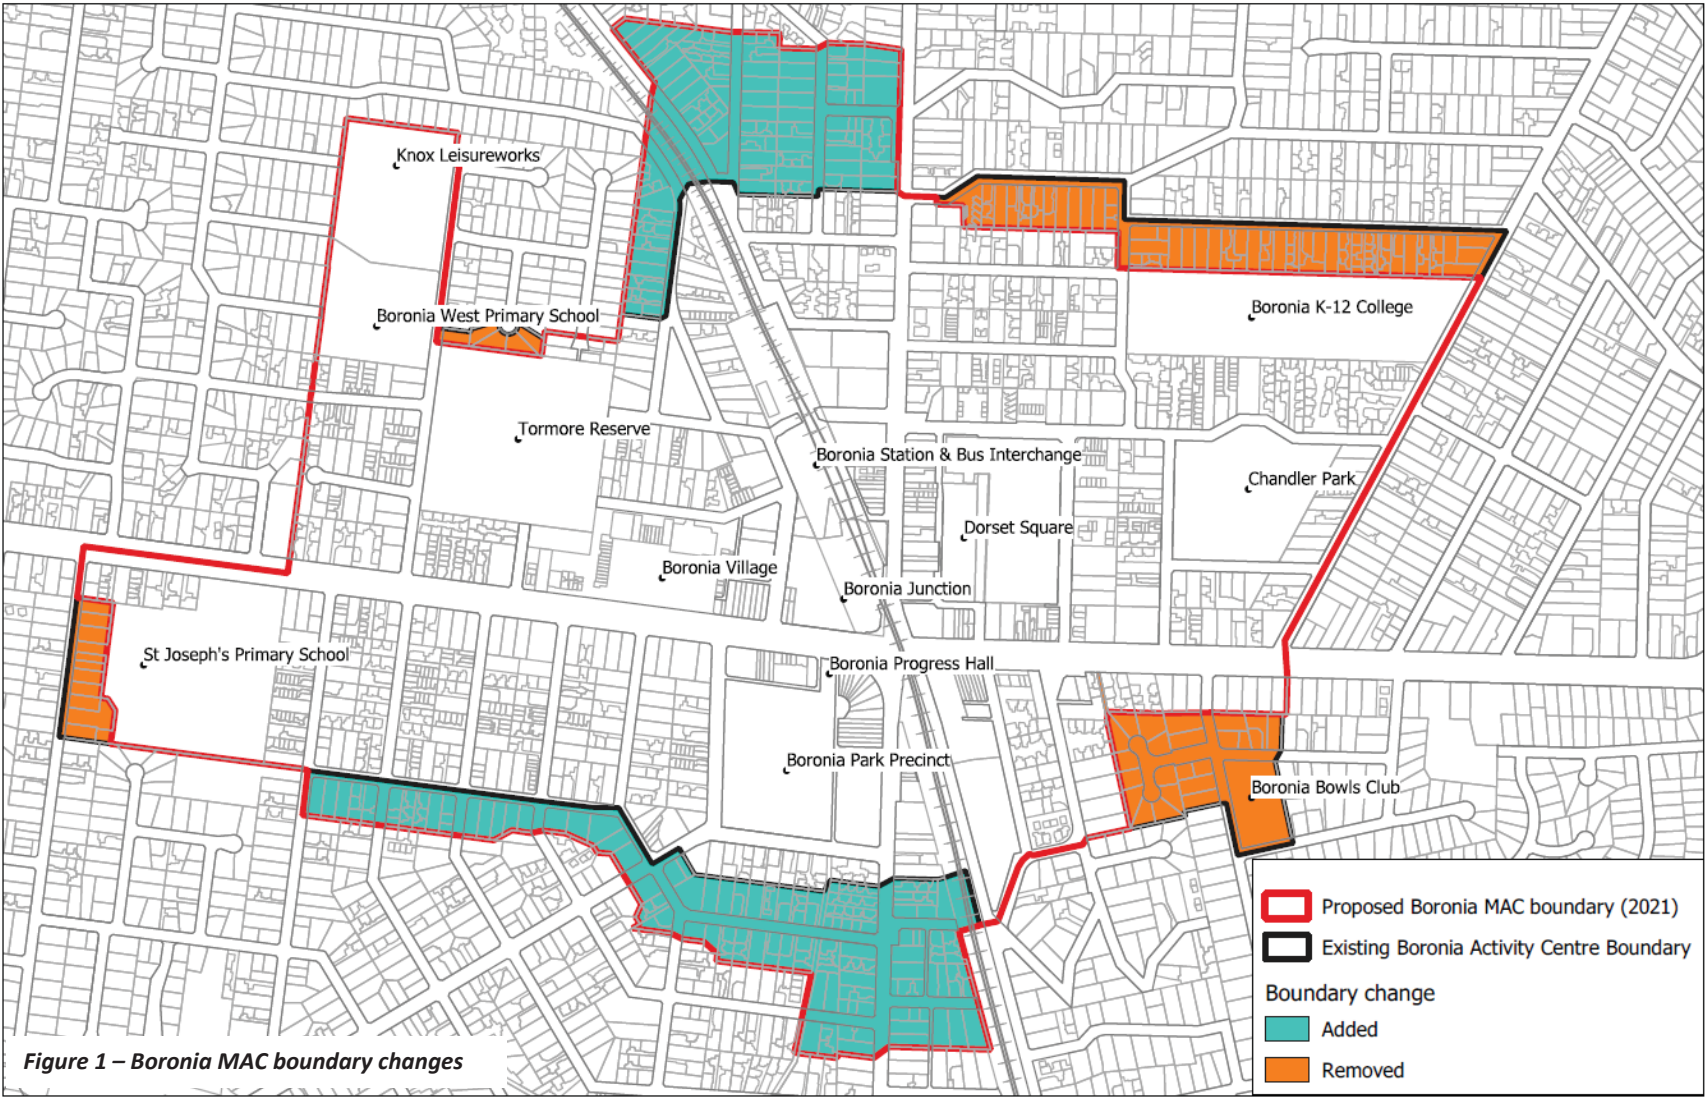 Knox Leisureworks
Boronia West Primary School
Boronia K-12 College
Tormore Reserve
Boronia Station & Bus Interchange
Chandler Park
Dorset Square
Boronia Village
Boronia Junction
St Joseph's Primary School
Boronia Progress Hall
Boronia Park Precinct
Boronia Bowls Club
Proposed Boronia MAC boundary (2021)
Existing Boronia Activity Centre Boundary
Boundary change
Added
Removed
Figure 1 – Boronia MAC boundary changes